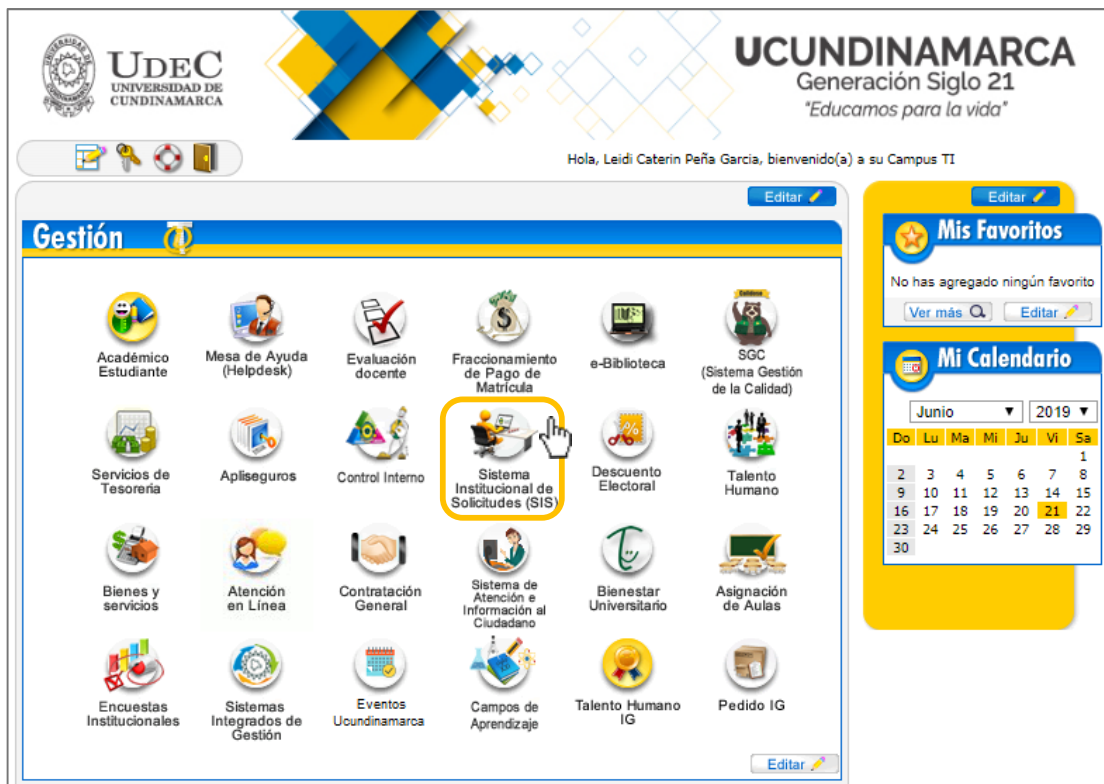 UDEC
UNIVERSIDAD DE
CUNDINAMARCA
UCUNDINAMARCA
Generación Siglo 21
"Educamos para la vida"
Hola, Leidi Caterin Peña Garcia, bienvenido(a) a su Campus TI
Editar
Gestión
Académico
Estudiante
Mesa de Ayuda
(Helpdesk)
Evaluación
docente
Fraccionamiento
de Pago de
Matrícula
e-Biblioteca
SGC
(Sistema Gestión
de la Calidad)
Servicios de
Tesoreria
Apliseguros
Control Interno
Sistema
Institucional de
Solicitudes (SIS)
Descuento
Electoral
Talento
Humano
Bienes y
servicios
Atención
en Línea
Contratación
General
Sistema de
Atención e
Información al
Ciudadano
Bienestar
Universitario
Asignación
de Aulas
Encuestas
Institucionales
Sistemas
Integrados de
Gestión
Eventos
Ucundinamarca
Campos de
Aprendizaje
Talento Humano
IG
Pedido IG
Editar
Editar
Mis Favoritos
No has agregado ningún favorito
Ver más Editar
Mi Calendario
Junio 2019
Do Lu Ma Mi Ju Vi Sa
1
2 3 4 5 6 7 8
9 10 11 12 13 14 15
16 17 18 19 20 21 22
23 24 25 26 27 28 29
30